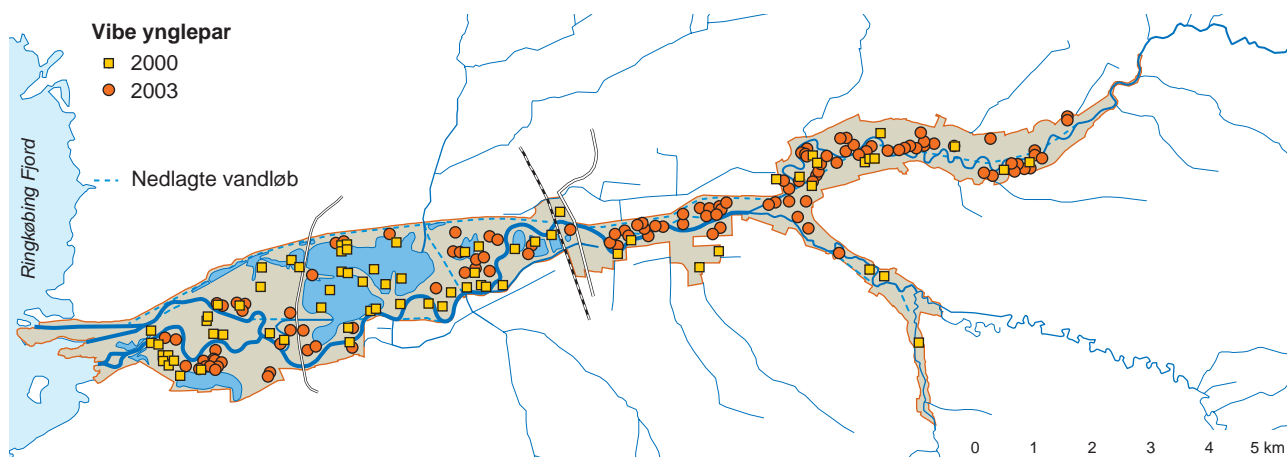 Vibe ynglepar
2000
2003
Ringkøbing Fjord
Nedlagte vandløb
0 1 2 3 4 5 km